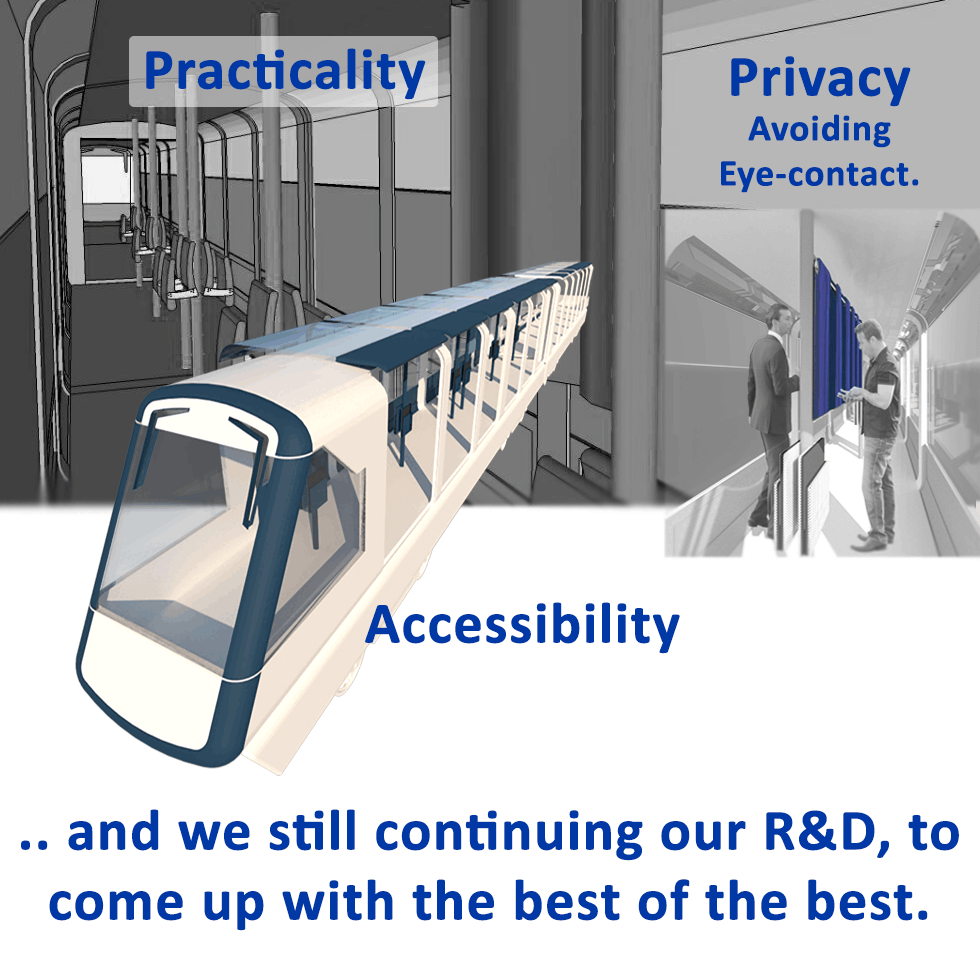 Practicality
Privacy
Avoiding
Eye-contact.
Accessibility
.. and we still continuing our R&D, to
come up with the best of the best.